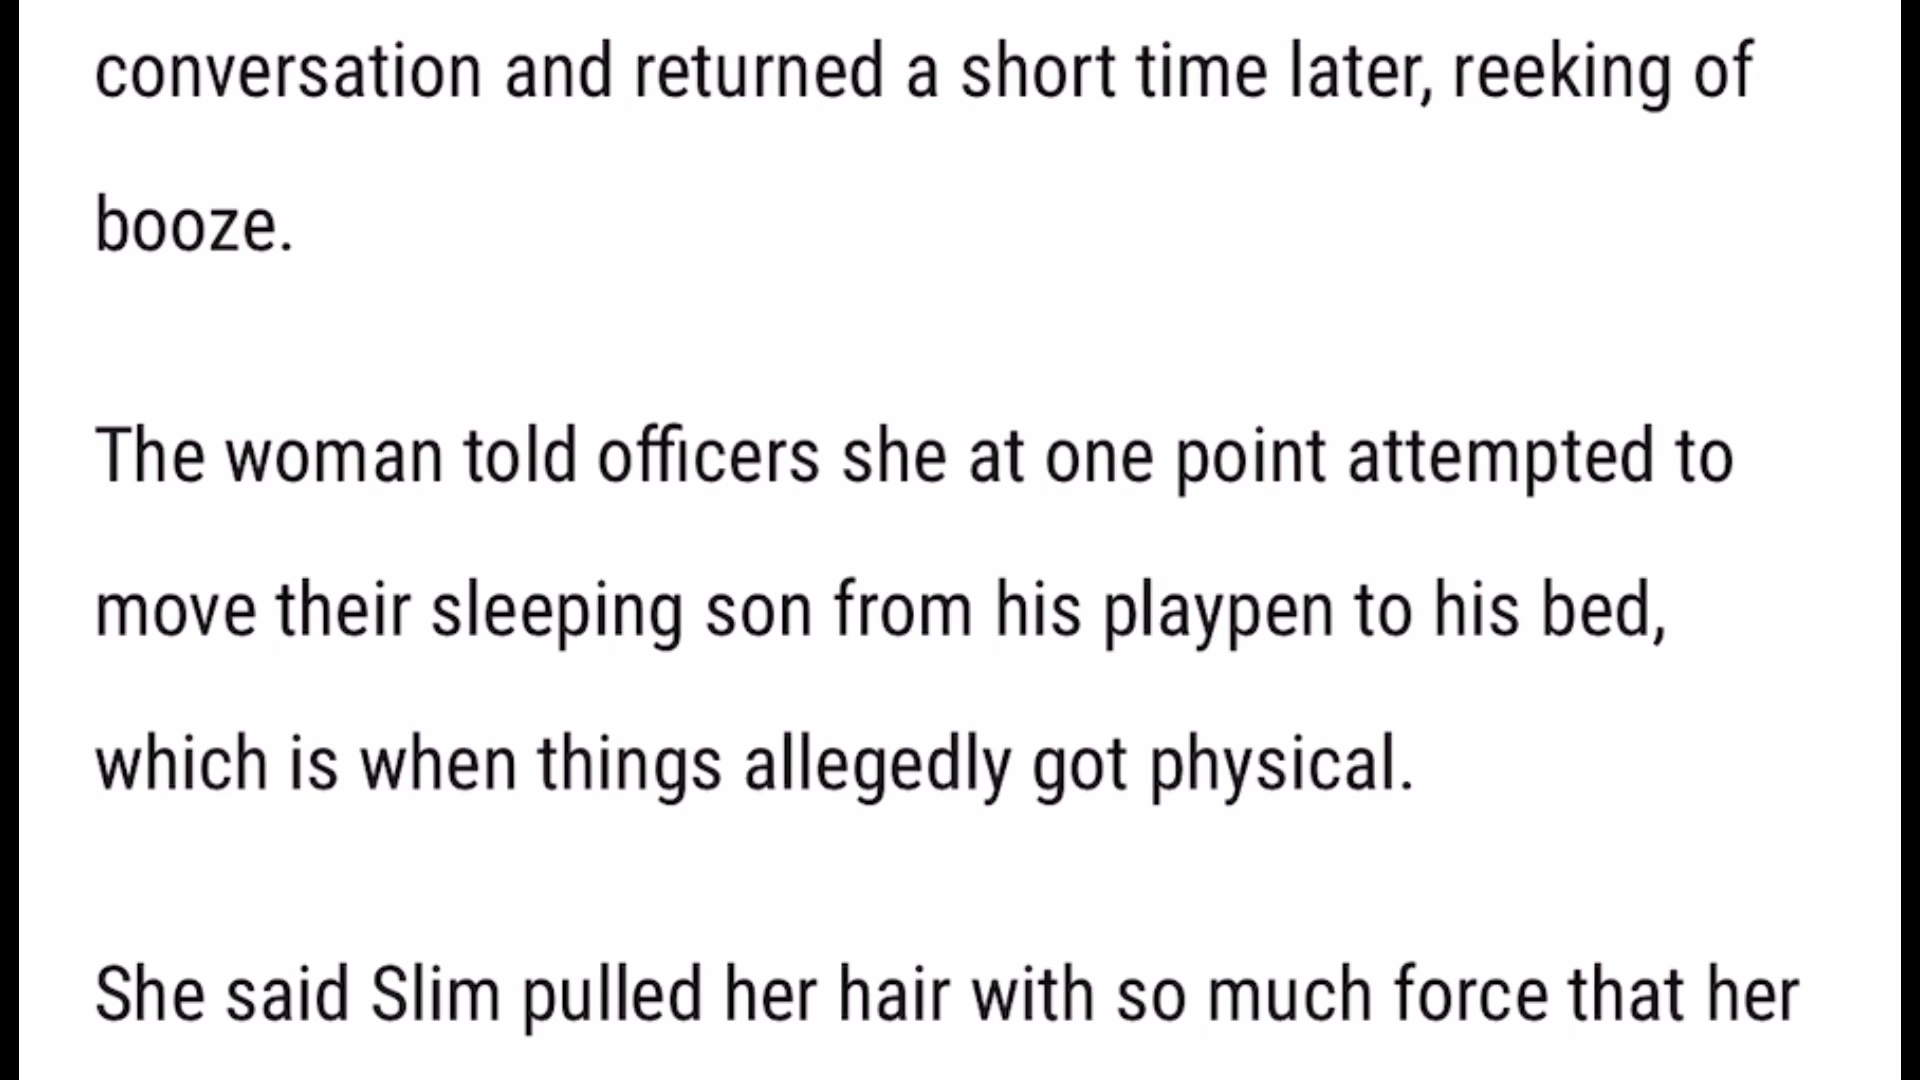 conversation and returned a short time later, reeking of
booze.
The woman told officers she at one point attempted to
move their sleeping son from his playpen to his bed,
which is when things allegedly got physical.
She said Slim pulled her hair with so much force that her